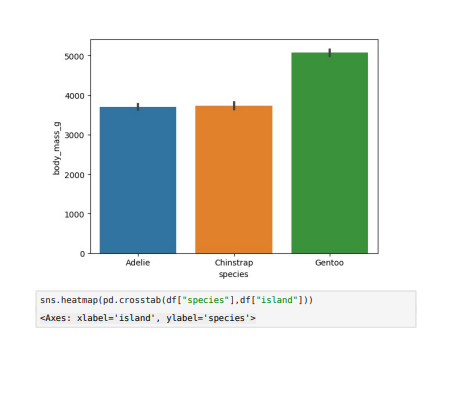 5000
4000
3000
2000
1000
0
body_mass_g
Adelie
Chinstrap
Gentoo
species
sns.heatmap(pd.crosstab(df["species"],df["island"]))
<Axes: xlabel='island', ylabel='species'>